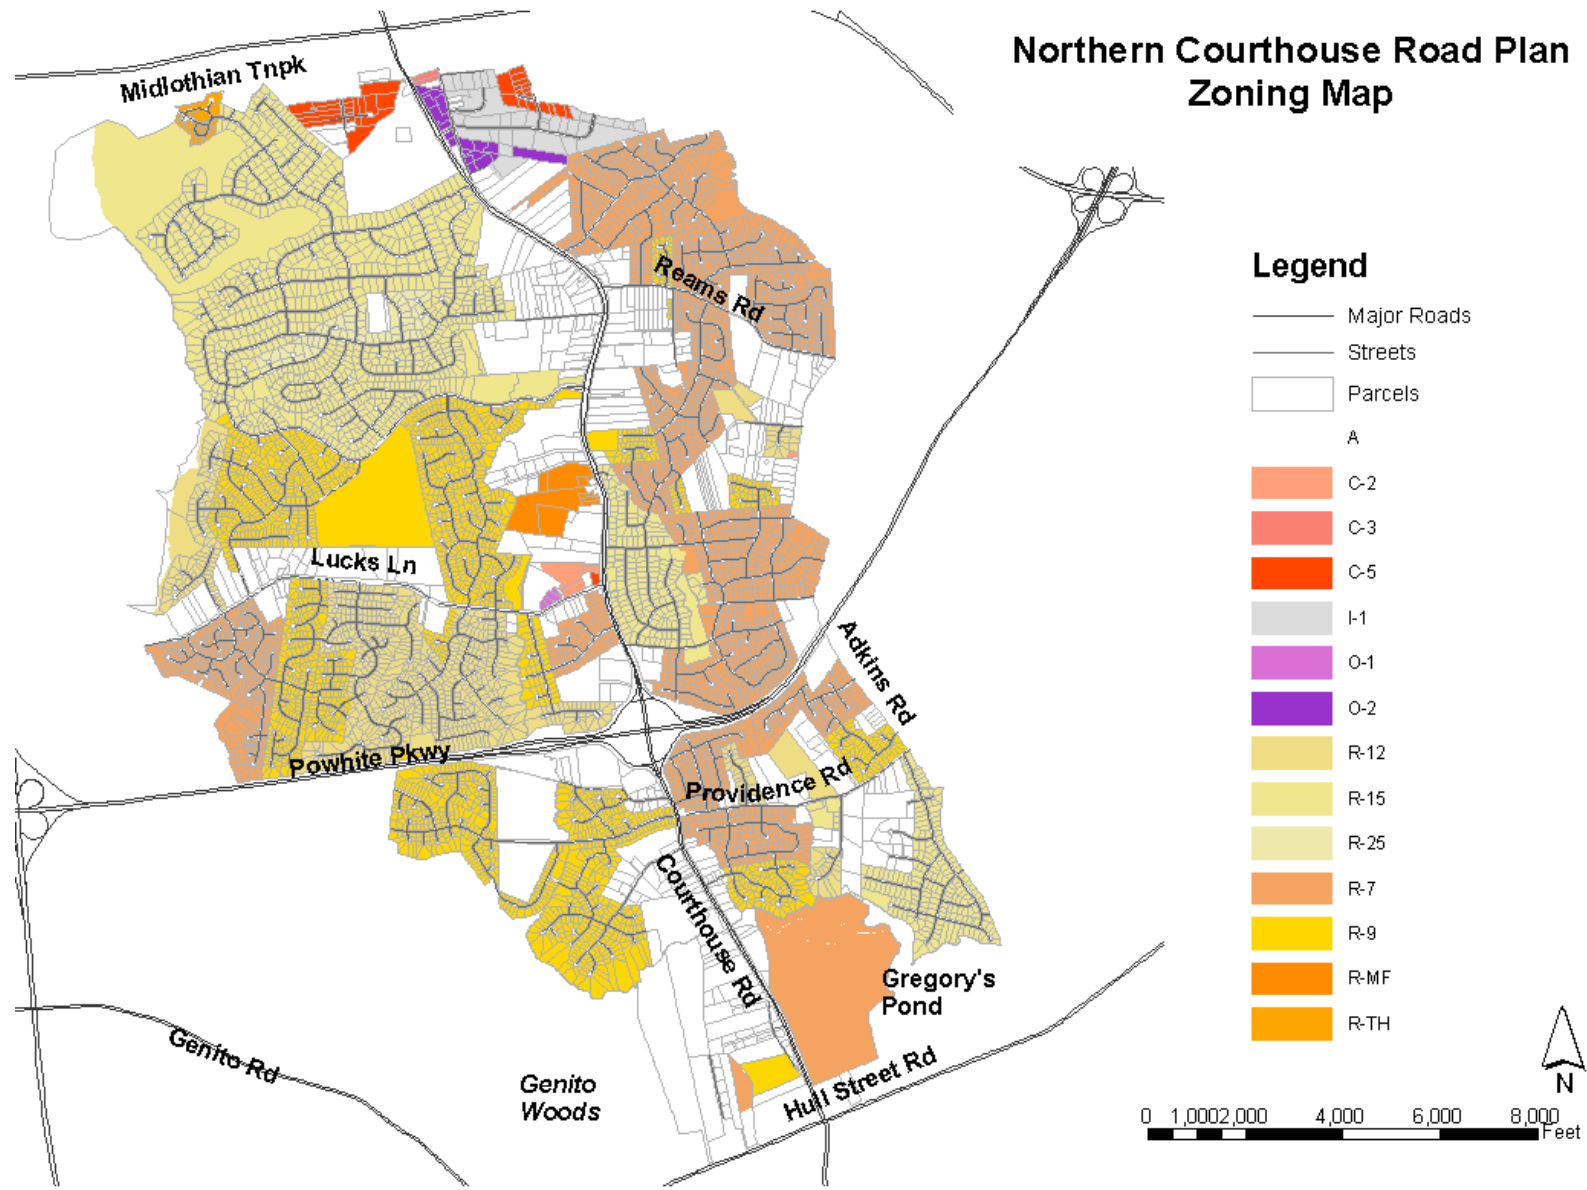 Northern Courthouse Road Plan
Zoning Map
Midlothian Tnpk
Reams Rd
Lucks Ln
Adkins Rd
Powhite Pkwy
Providence Rd
Courthouse Rd
Gregory's
Pond
Genito Rd
Genito
Woods
Hull Street Rd
Legend
Major Roads
Streets
Parcels
A
C-2
C-3
C-5
I-1
O-1
O-2
R-12
R-15
R-25
R-7
R-9
R-MF
R-TH
N
0 1,000 2,000 4,000 6,000 8,000
Feet